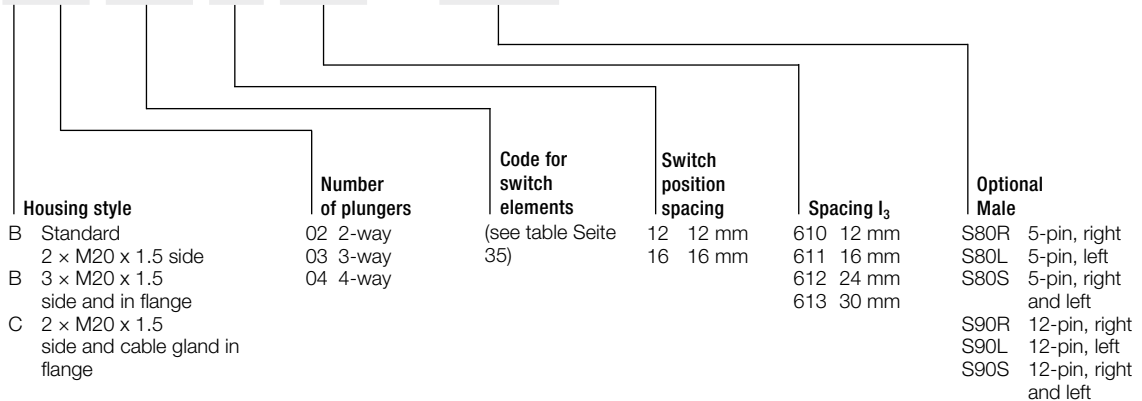 Housing style
B Standard
2 × M20 x 1.5 side
B 3 × M20 x 1.5
side and in flange
C 2 × M20 x 1.5
side and cable gland in
flange
Number
of plungers
02 2-way
03 3-way
04 4-way
Code for
switch
elements
(see table Seite
35)
Switch
position
spacing
12 12 mm
16 16 mm
Spacing I₃
610 12 mm
611 16 mm
612 24 mm
613 30 mm
Optional
Male
S80R 5-pin, right
S80L 5-pin, left
S80S 5-pin, right
and left
S90R 12-pin, right
S90L 12-pin, left
S90S 12-pin, right
and left